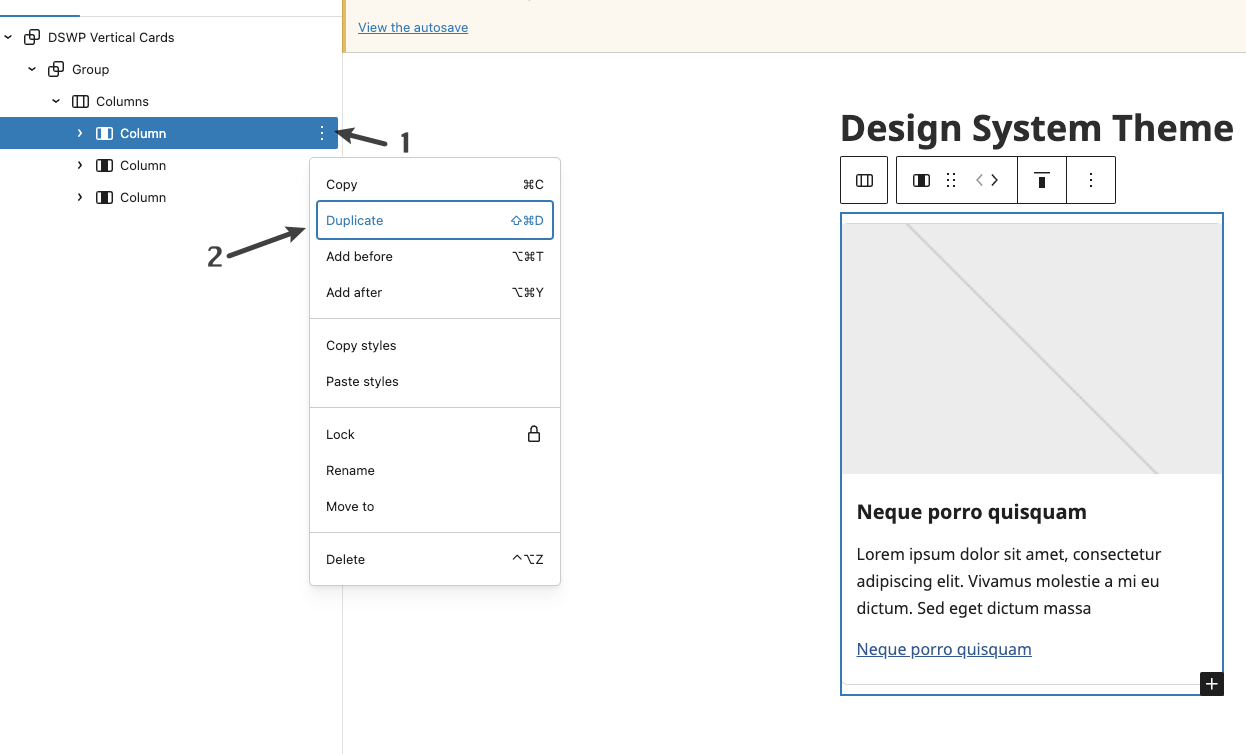 View the autosave
DSWP Vertical Cards
Group
Columns
Column
Column
Column
1
2
Copy ⌘C
Duplicate ⇧⌘D
Add before ⌥⌘T
Add after ⌥⌘Y
Copy styles
Paste styles
Lock
Rename
Move to
Delete ^⌥Z
Design System Theme
Neque porro quisquam
Lorem ipsum dolor sit amet, consectetur
adipiscing elit. Vivamus molestie a mi eu
dictum. Sed eget dictum massa
Neque porro quisquam